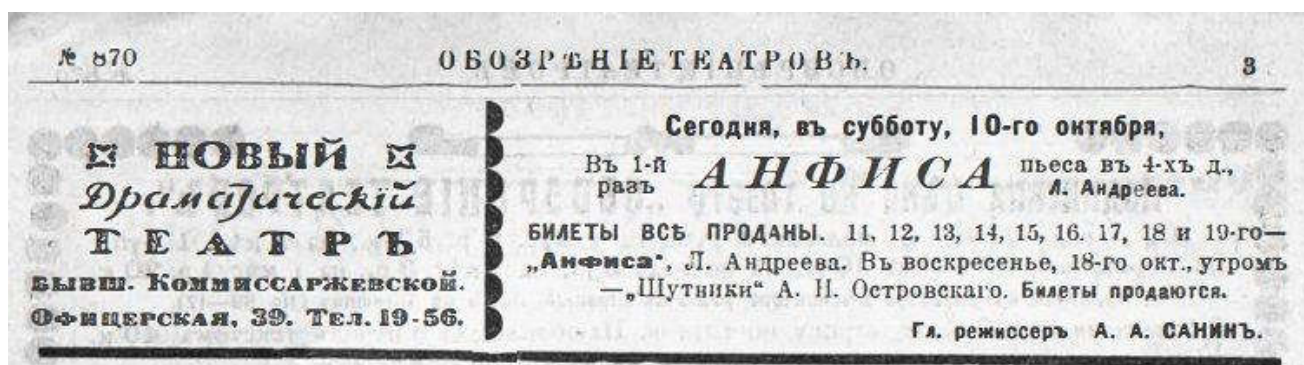 № 870
ОБОЗРѢНІЕ ТЕАТРОВЪ.
3
НОВЫЙ
Драматическій
ТЕАТРЪ
БЫВШ. КОММИССАРЖЕВСКОЙ.
ОФИЦЕРСКАЯ, 39. ТЕЛ. 19-56.
Сегодня, въ субботу, 10-го октября,
Въ 1-й разъ АНФИСА пьеса въ 4-хъ д., Л. Андреева.
БИЛЕТЫ ВСѢ ПРОДАНЫ. 11, 12, 13, 14, 15, 16. 17, 18 и 19-го—
„Анфиса“, Л. Андреева. Въ воскресенье, 18-го окт., утромъ
—„Шутники“ А. Н. Островскаго. Билеты продаются.
Гл. режиссеръ А. А. САНИНЪ.